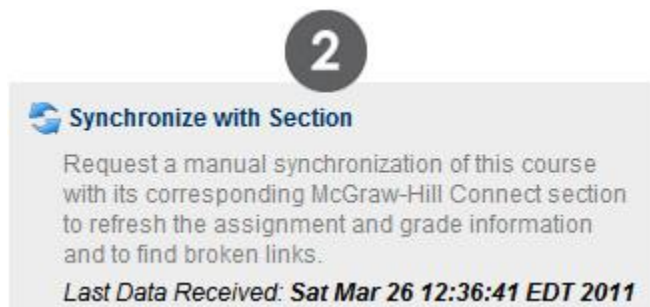 2
Synchronize with Section
Request a manual synchronization of this course
with its corresponding McGraw-Hill Connect section
to refresh the assignment and grade information
and to find broken links.
Last Data Received: Sat Mar 26 12:36:41 EDT 2011